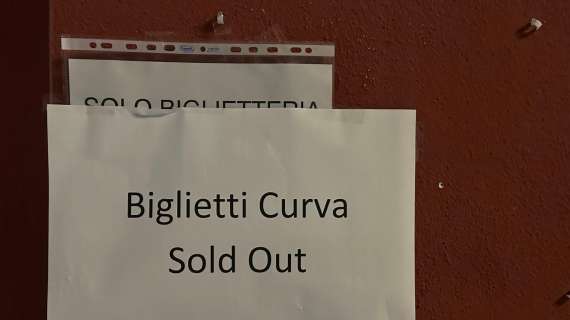 SOLO BIGLIETTERIA
Biglietti Curva
Sold Out